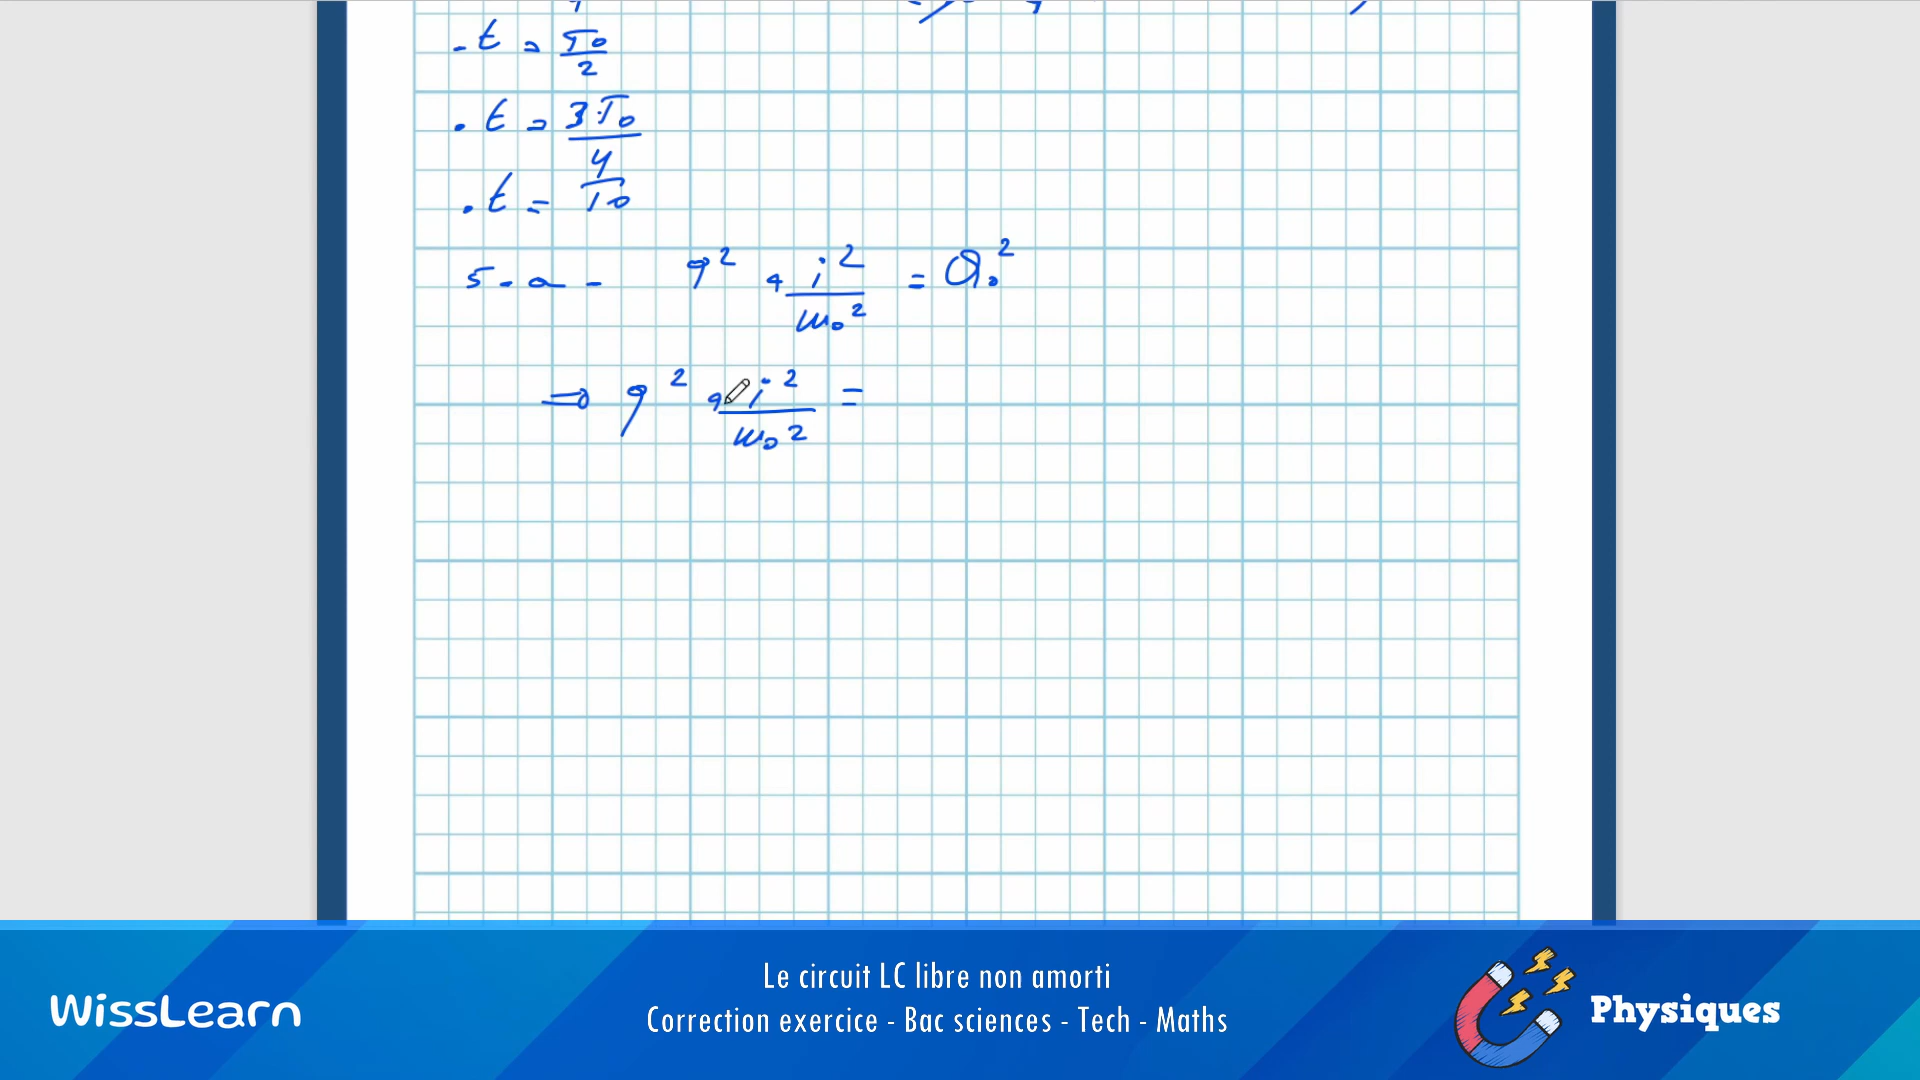 - t = T0/2
. t = 3T0/4
. t = T0
5-a- q² + i²/ω0² = Q0²
⇒ q² + i²/ω0² =
Le circuit LC libre non amorti
Correction exercice - Bac sciences - Tech - Maths
WissLearn
Physiques